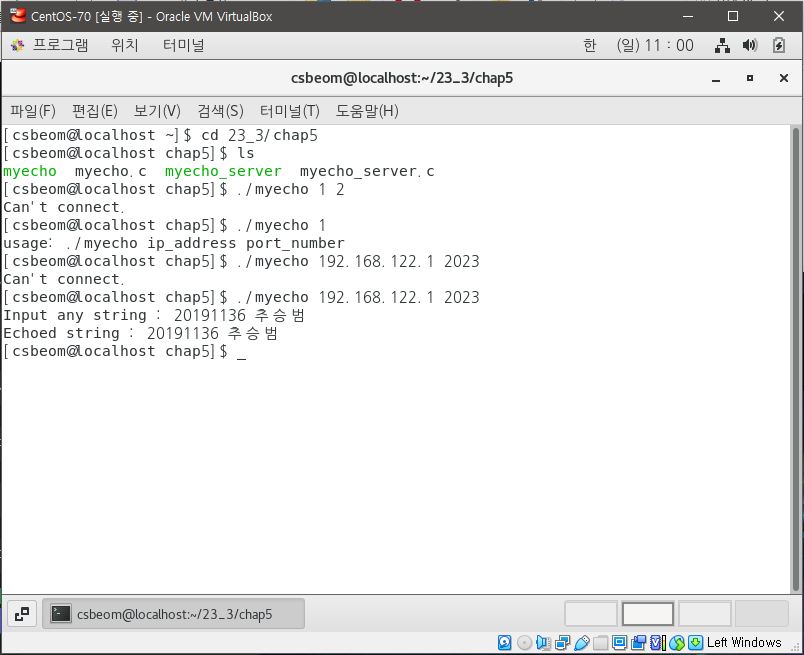 CentOS-70 [실행 중] - Oracle VM VirtualBox
프로그램 위치 터미널 한 (일) 11 : 00
csbeom@localhost:~/23_3/chap5
파일(F) 편집(E) 보기(V) 검색(S) 터미널(T) 도움말(H)
[csbeom@localhost ~]$ cd 23_3/chap5
[csbeom@localhost chap5]$ ls
myecho myecho.c myecho_server myecho_server.c
[csbeom@localhost chap5]$ ./myecho 1 2
Can't connect.
[csbeom@localhost chap5]$ ./myecho 1
usage: ./myecho ip_address port_number
[csbeom@localhost chap5]$ ./myecho 192.168.122.1 2023
Can't connect.
[csbeom@localhost chap5]$ ./myecho 192.168.122.1 2023
Input any string : 20191136 추승범
Echoed string : 20191136 추승범
[csbeom@localhost chap5]$ _
csbeom@localhost:~/23_3/chap5
Left Windows